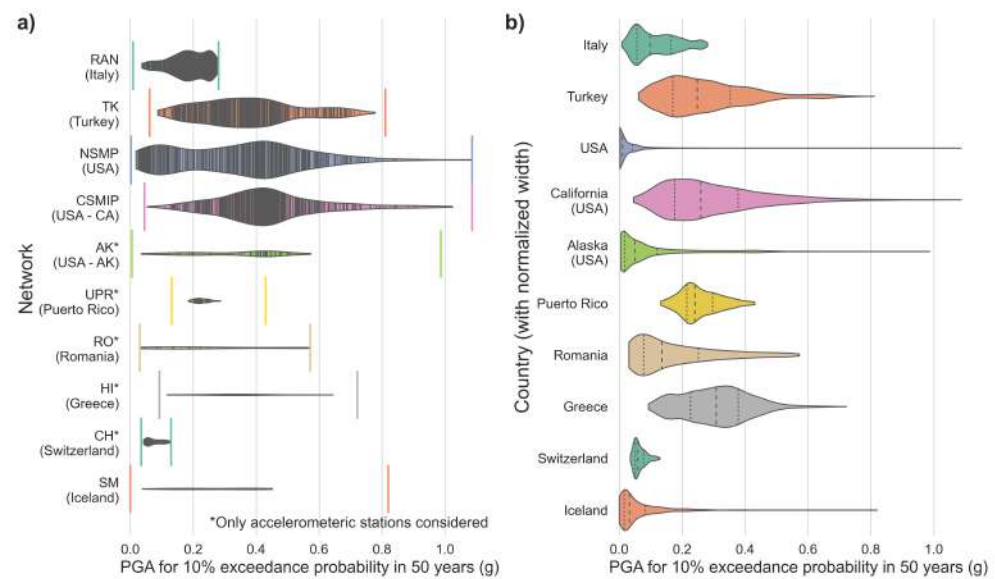 a)
RAN
(Italy)
TK
(Turkey)
NSMP
(USA)
CSMIP
(USA - CA)
AK*
(USA - AK)
UPR*
(Puerto Rico)
RO*
(Romania)
HI*
(Greece)
CH*
(Switzerland)
SM
(Iceland)
Network
*Only accelerometeric stations considered
0.0 0.2 0.4 0.6 0.8 1.0
PGA for 10% exceedance probability in 50 years (g)
b)
Italy
Turkey
USA
California
(USA)
Alaska
(USA)
Puerto Rico
Romania
Greece
Switzerland
Iceland
Country (with normalized width)
0.0 0.2 0.4 0.6 0.8 1.0
PGA for 10% exceedance probability in 50 years (g)